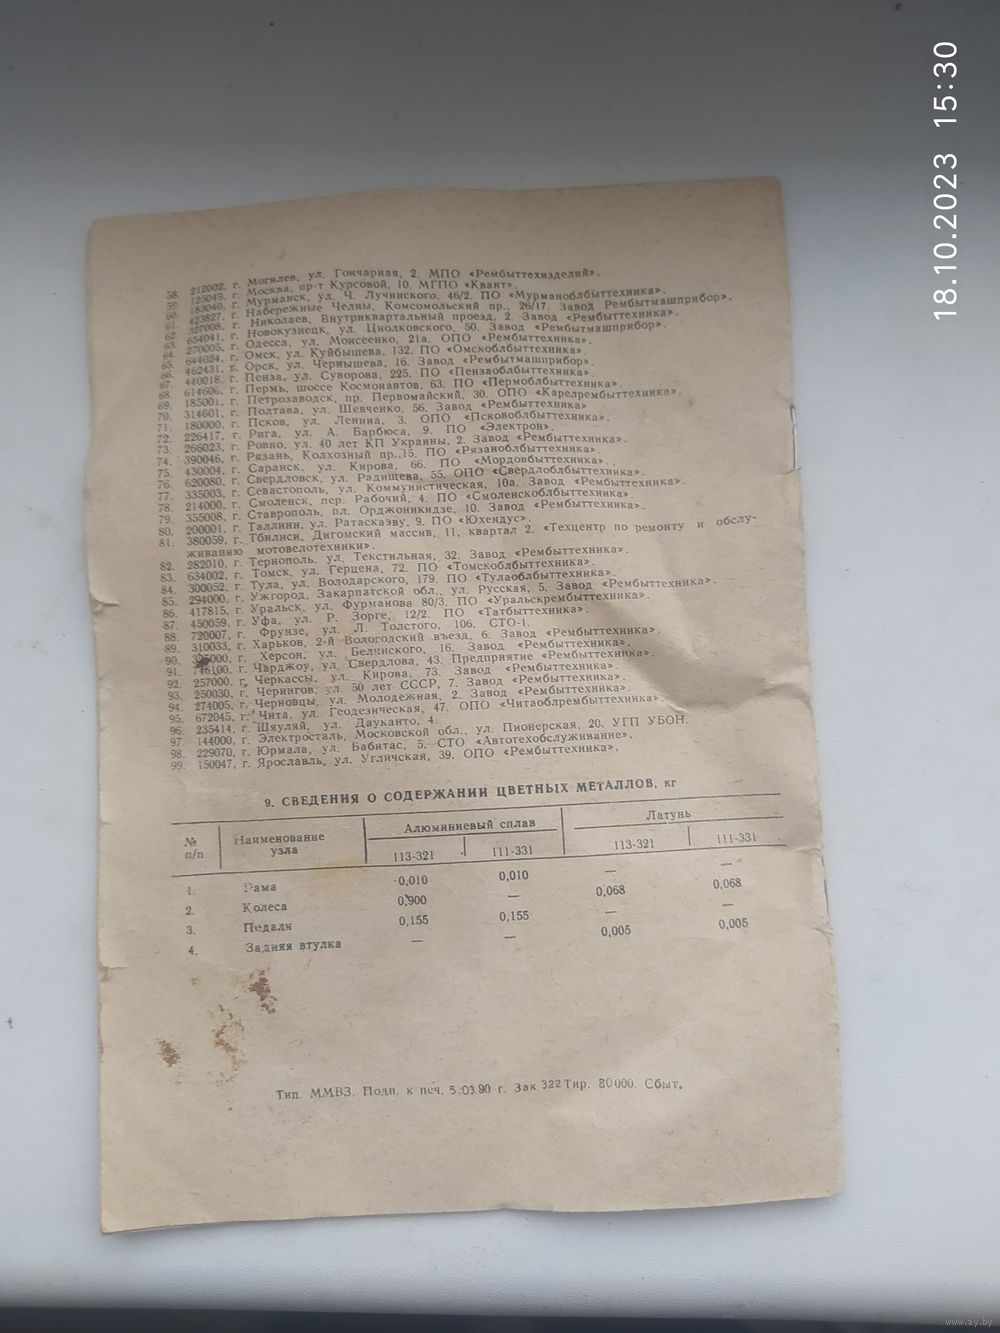 58. 212002, г. Могилев, ул. Гончарная, 2. МПО «Рембыттехизделий».
59. 125049, г. Москва, пр-т Курсовой, 10. МГПО «Квант».
60. 183040, г. Мурманск, ул. Ч. Лучинского, 46/2. ПО «Мурманоблбыттехника».
61. 423827, г. Набережные Челны, Комсомольский пр., 26/17. Завод Рембытмашприбор».
62. 327008, г. Николаев, Внутриквартальный проезд, 2. Завод «Рембыттехника».
63. 654041, г. Новокузнецк, ул. Циолковского, 50. Завод «Рембытмашприбор».
64. 270005, г. Одесса, ул. Моисеенко, 21а. ОПО «Рембыттехника».
65. 644024, г. Омск, ул. Куйбышева, 132. ПО «Омскоблбыттехника».
66. 462431, г. Орск, ул. Чернышева, 16. Завод «Рембытмашприбор».
67. 440018, г. Пенза, ул. Суворова, 225. ПО «Пензаоблбыттехника».
68. 614606, г. Пермь, шоссе Космонавтов, 63. ПО «Пермоблбыттехника».
69. 185001, г. Петрозаводск, пр. Первомайский, 30. ОПО «Карелрембыттехника».
70. 314601, г. Полтава, ул. Шевченко, 56. Завод «Рембыттехника»
71. 180000, г. Псков, ул. Ленина, 3. ОПО «Псковоблбыттехника».
72. 226417, г. Рига, ул. А. Барбюса, 9. ПО «Электрон».
73. 266023, г. Ровно, ул. 40 лет КП Украины, 2. Завод «Рембыттехника».
74. 390046, г. Рязань, Колхозный пр., 15. ПО «Рязаноблбыттехника».
75. 430004, г. Саранск, ул. Кирова, 66. ПО «Мордовбыттехника».
76. 620080, г. Свердловск, ул. Радищева, 55. ОПО «Свердлоблбыттехника».
77. 335003, г. Севастополь, ул. Коммунистическая, 10а. Завод «Рембыттехника».
78. 214000, г. Смоленск, пер. Рабочий, 4. ПО «Смоленскоблбыттехника».
79. 355008, г. Ставрополь, пл. Орджоникидзе, 10. Завод «Рембыттехника».
80. 200001, г. Таллинн, ул. Ратаскаэву, 9. ПО «Юхендус».
81. 380059, г. Тбилиси, Дигомский массив, 11, квартал 2. «Техцентр по ремонту и обслу-
живанию мотовелотехники».
82. 282010, г. Тернополь, ул. Текстильная, 32. Завод «Рембыттехника».
83. 634002, г. Томск, ул. Герцена, 72. ПО «Томскоблбыттехника».
84. 300052, г. Тула, ул. Володарского, 179. ПО «Тулаоблбыттехника».
85. 294000, г. Ужгород, Закарпатской обл., ул. Русская, 5. Завод «Рембыттехника».
86. 417815, г. Уральск, ул. Фурманова 80/3. ПО «Уральскрембыттехника».
87. 450059, г. Уфа, ул. Р. Зорге, 12/2. ПО «Татбыттехника».
88. 720007, г. Фрунзе, ул. Л. Толстого, 106. СТО-1.
89. 310033, г. Харьков, 2-й Вологодский въезд, 6. Завод «Рембыттехника».
90. г. Херсон, ул. Белинского, 16. Завод «Рембыттехника».
91. 746100, г. Чарджоу, ул. Свердлова, 43. Предприятие «Рембыттехника».
92. 257000, г. Черкассы, ул. Кирова, 73. Завод «Рембыттехника».
93. 250030, г. Чернигов, ул. 50 лет СССР, 7. Завод «Рембыттехника».
94. 274005, г. Черновцы, ул. Молодежная, 2. Завод «Рембыттехника».
95. 672045, г. Чита, ул. Геодезическая, 47. ОПО «Читаоблрембыттехника».
96. 235414, г. Шяуляй, ул. Дауканто, 4.
97. 144000, г. Электросталь, Московской обл., ул. Пионерская, 20, УГП УБОН.
98. 229070, г. Юрмала, ул. Бабитас, 5. СТО «Автотехобслуживание».
99. 150047, г. Ярославль, ул. Угличская, 39. ОПО «Рембыттехника».
9. СВЕДЕНИЯ О СОДЕРЖАНИИ ЦВЕТНЫХ МЕТАЛЛОВ, кг
№ п/п Наименование узла Алюминиевый сплав Латунь
113-321 111-331 113-321 111-331
1. Рама 0,010 0,010 — —
2. Колеса 0,900 — 0,068 0,068
3. Педали 0,155 0,155 — —
4. Задняя втулка — — 0,005 0,005
Тип. ММВЗ. Подп. к печ. 5.03.90 г. Зак 322 Тир. 80000. Сбыт.
18.10.2023 15:30
www.ay.by